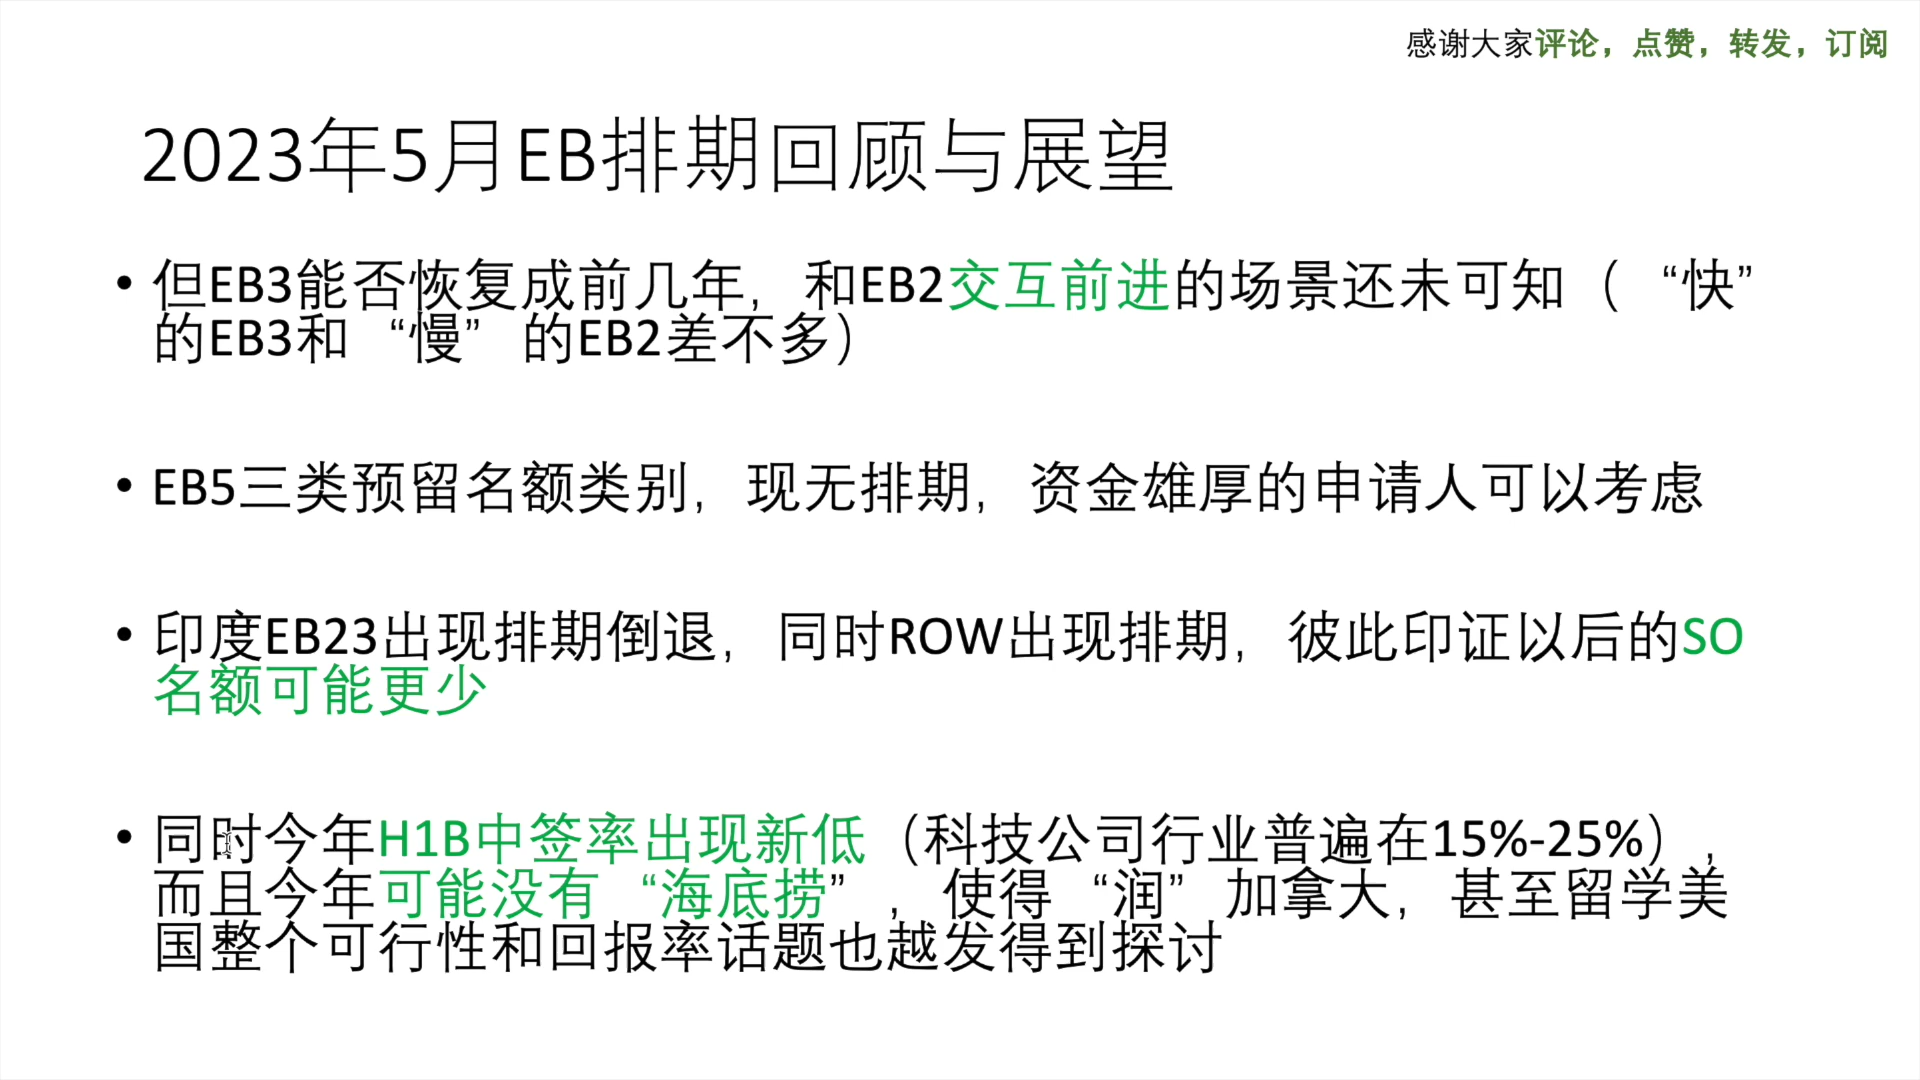 感谢大家评论，点赞，转发，订阅
2023年5月EB排期回顾与展望
• 但EB3能否恢复成前几年，和EB2交互前进的场景还未可知（“快”
的EB3和“慢”的EB2差不多）
• EB5三类预留名额类别，现无排期，资金雄厚的申请人可以考虑
• 印度EB23出现排期倒退，同时ROW出现排期，彼此印证以后的SO
名额可能更少
• 同时今年H1B中签率出现新低（科技公司行业普遍在15%-25%），
而且今年可能没有“海底捞”，使得“润”加拿大，甚至留学美
国整个可行性和回报率话题也越发得到探讨